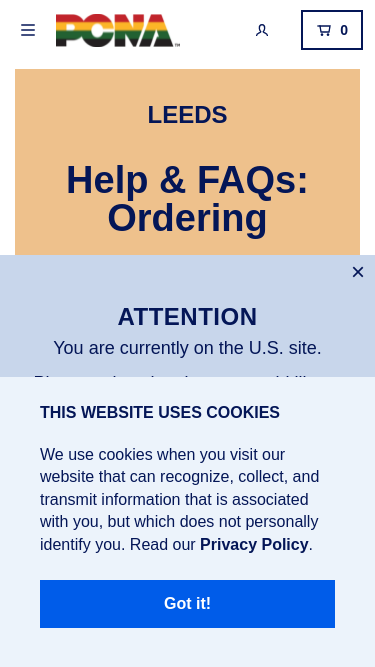 PONA
0
LEEDS
Help & FAQs:
Ordering
ATTENTION
You are currently on the U.S. site.
THIS WEBSITE USES COOKIES
We use cookies when you visit our
website that can recognize, collect, and
transmit information that is associated
with you, but which does not personally
identify you. Read our Privacy Policy.
Got it!